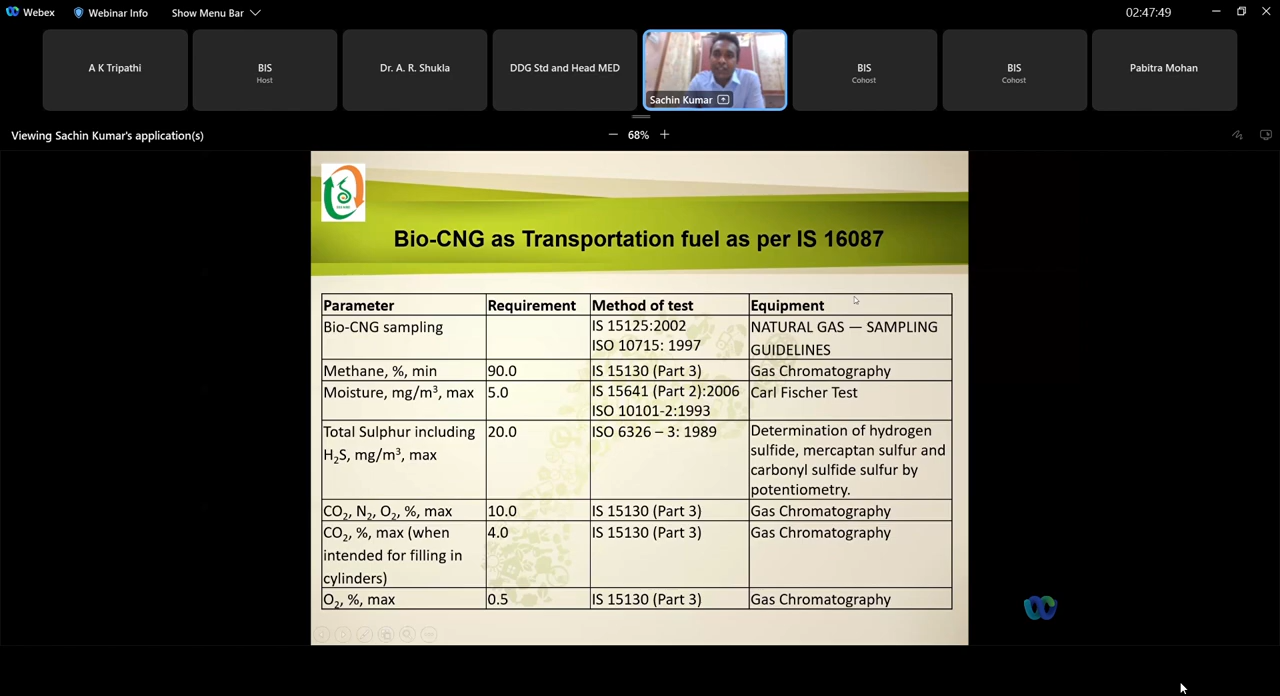 Webex
Webinar Info
Show Menu Bar
02:47:49
A K Tripathi
BIS
Host
Dr. A. R. Shukla
DDG Std and Head MED
Sachin Kumar
BIS
Cohost
BIS
Cohost
Pabitra Mohan
Viewing Sachin Kumar's application(s)
68%
Bio-CNG as Transportation fuel as per IS 16087
Parameter Requirement Method of test Equipment
Bio-CNG sampling IS 15125:2002 NATURAL GAS — SAMPLING
ISO 10715: 1997 GUIDELINES
Methane, %, min 90.0 IS 15130 (Part 3) Gas Chromatography
Moisture, mg/m³, max 5.0 IS 15641 (Part 2):2006 Carl Fischer Test
ISO 10101-2:1993
Total Sulphur including 20.0 ISO 6326 – 3: 1989 Determination of hydrogen
H₂S, mg/m³, max sulfide, mercaptan sulfur and
carbonyl sulfide sulfur by
potentiometry.
CO₂, N₂, O₂, %, max 10.0 IS 15130 (Part 3) Gas Chromatography
CO₂, %, max (when 4.0 IS 15130 (Part 3) Gas Chromatography
intended for filling in
cylinders)
O₂, %, max 0.5 IS 15130 (Part 3) Gas Chromatography